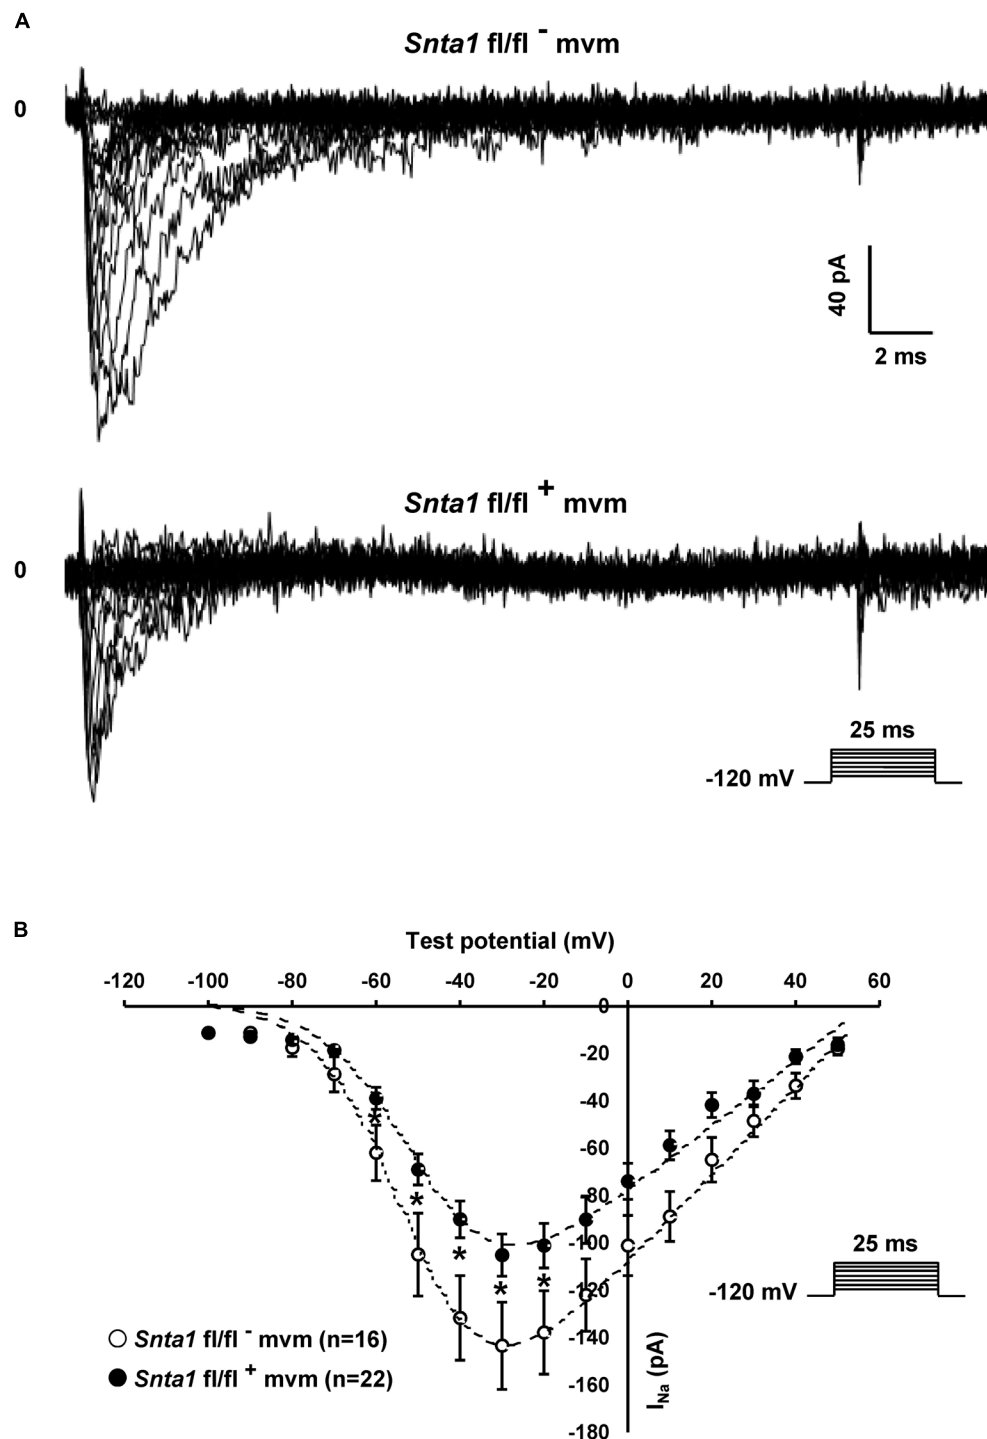 A
Snta1 fl/fl - mvm
0
40 pA
2 ms
Snta1 fl/fl + mvm
0
25 ms
-120 mV
B
Test potential (mV)
-120 -100 -80 -60 -40 -20 0 20 40 60
0
-20
-40
-60
-80
-100
-120
-140
-160
-180
*
*
*
*
*
INa (pA)
25 ms
-120 mV
Snta1 fl/fl - mvm (n=16)
Snta1 fl/fl + mvm (n=22)